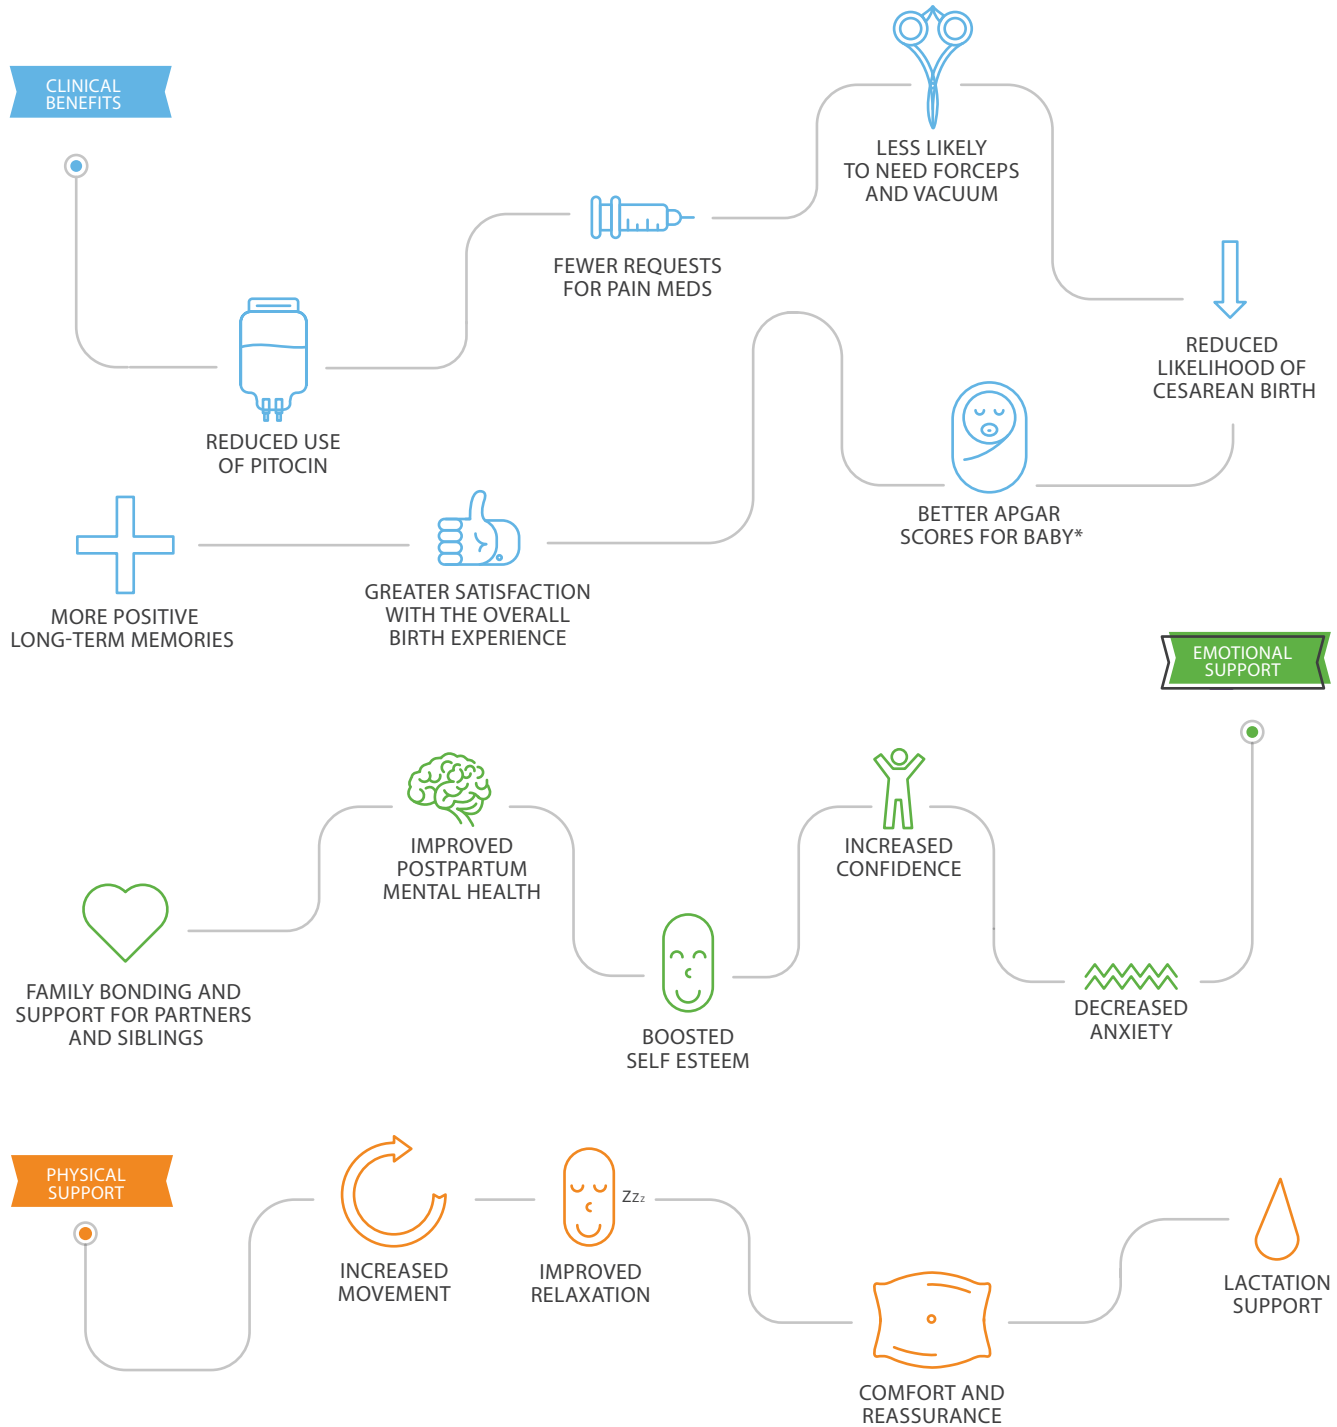 CLINICAL
BENEFITS
REDUCED USE
OF PITOCIN
FEWER REQUESTS
FOR PAIN MEDS
LESS LIKELY
TO NEED FORCEPS
AND VACUUM
REDUCED
LIKELIHOOD OF
CESAREAN BIRTH
BETTER APGAR
SCORES FOR BABY*
GREATER SATISFACTION
WITH THE OVERALL
BIRTH EXPERIENCE
MORE POSITIVE
LONG-TERM MEMORIES
EMOTIONAL
SUPPORT
DECREASED
ANXIETY
INCREASED
CONFIDENCE
BOOSTED
SELF ESTEEM
IMPROVED
POSTPARTUM
MENTAL HEALTH
FAMILY BONDING AND
SUPPORT FOR PARTNERS
AND SIBLINGS
PHYSICAL
SUPPORT
INCREASED
MOVEMENT
Zzz
IMPROVED
RELAXATION
COMFORT AND
REASSURANCE
LACTATION
SUPPORT